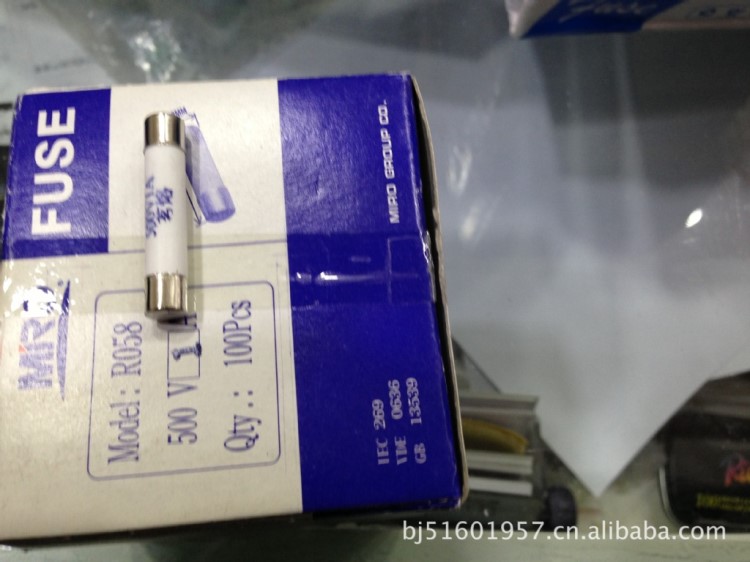 FUSE
MIRO
Model: R058
500 V 1 A
Qty.: 100Pcs
MIRO GROUP CO.
IEC 269
VDE 0636
GB 13539
bj51601957.cn.alibaba.com